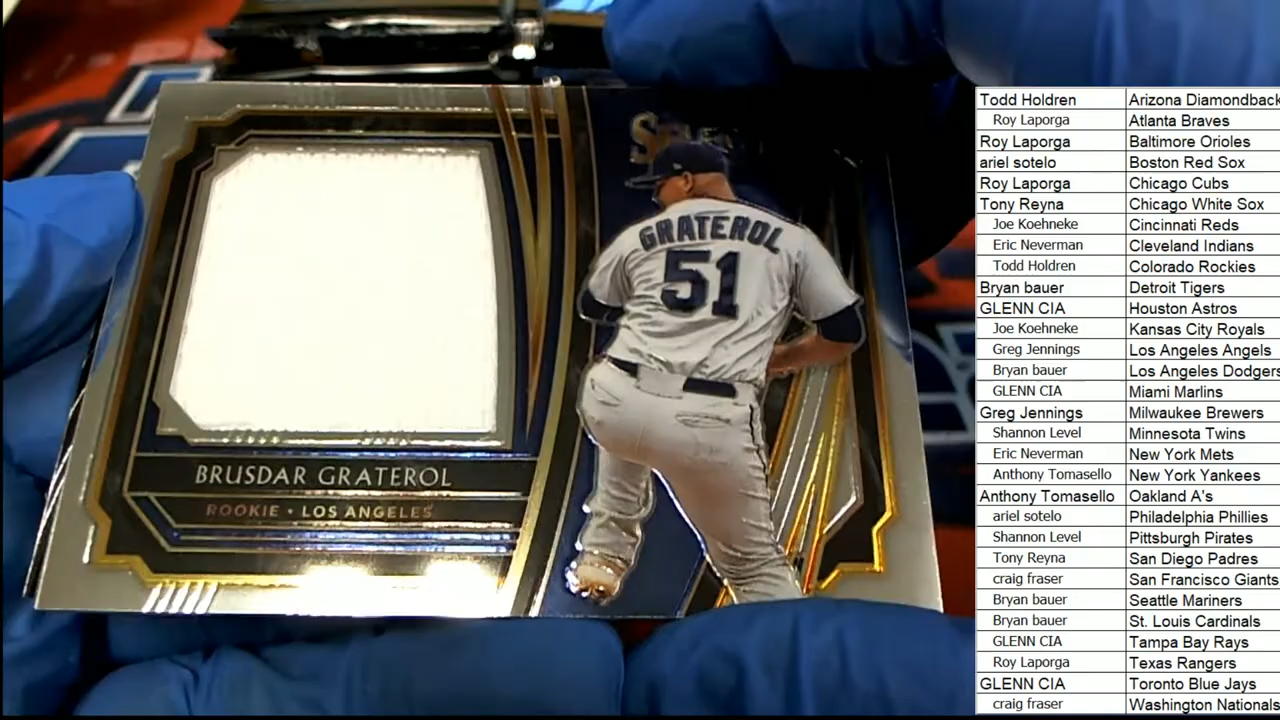 GRATEROL
51
BRUSDAR GRATEROL
ROOKIE • LOS ANGELES
Todd Holdren Arizona Diamondback
Roy Laporga Atlanta Braves
Roy Laporga Baltimore Orioles
ariel sotelo Boston Red Sox
Roy Laporga Chicago Cubs
Tony Reyna Chicago White Sox
Joe Koehneke Cincinnati Reds
Eric Neverman Cleveland Indians
Todd Holdren Colorado Rockies
Bryan bauer Detroit Tigers
GLENN CIA Houston Astros
Joe Koehneke Kansas City Royals
Greg Jennings Los Angeles Angels
Bryan bauer Los Angeles Dodgers
GLENN CIA Miami Marlins
Greg Jennings Milwaukee Brewers
Shannon Level Minnesota Twins
Eric Neverman New York Mets
Anthony Tomasello New York Yankees
Anthony Tomasello Oakland A's
ariel sotelo Philadelphia Phillies
Shannon Level Pittsburgh Pirates
Tony Reyna San Diego Padres
craig fraser San Francisco Giants
Bryan bauer Seattle Mariners
Bryan bauer St. Louis Cardinals
GLENN CIA Tampa Bay Rays
Roy Laporga Texas Rangers
GLENN CIA Toronto Blue Jays
craig fraser Washington Nationals